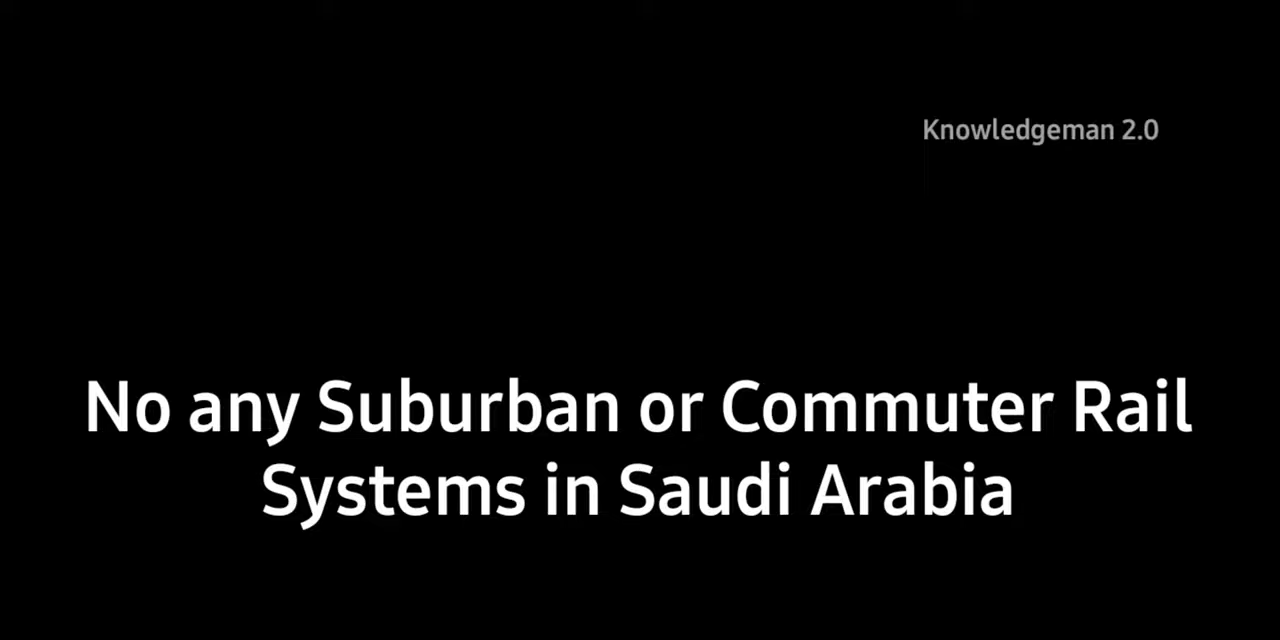 Knowledgeman 2.0
No any Suburban or Commuter Rail
Systems in Saudi Arabia